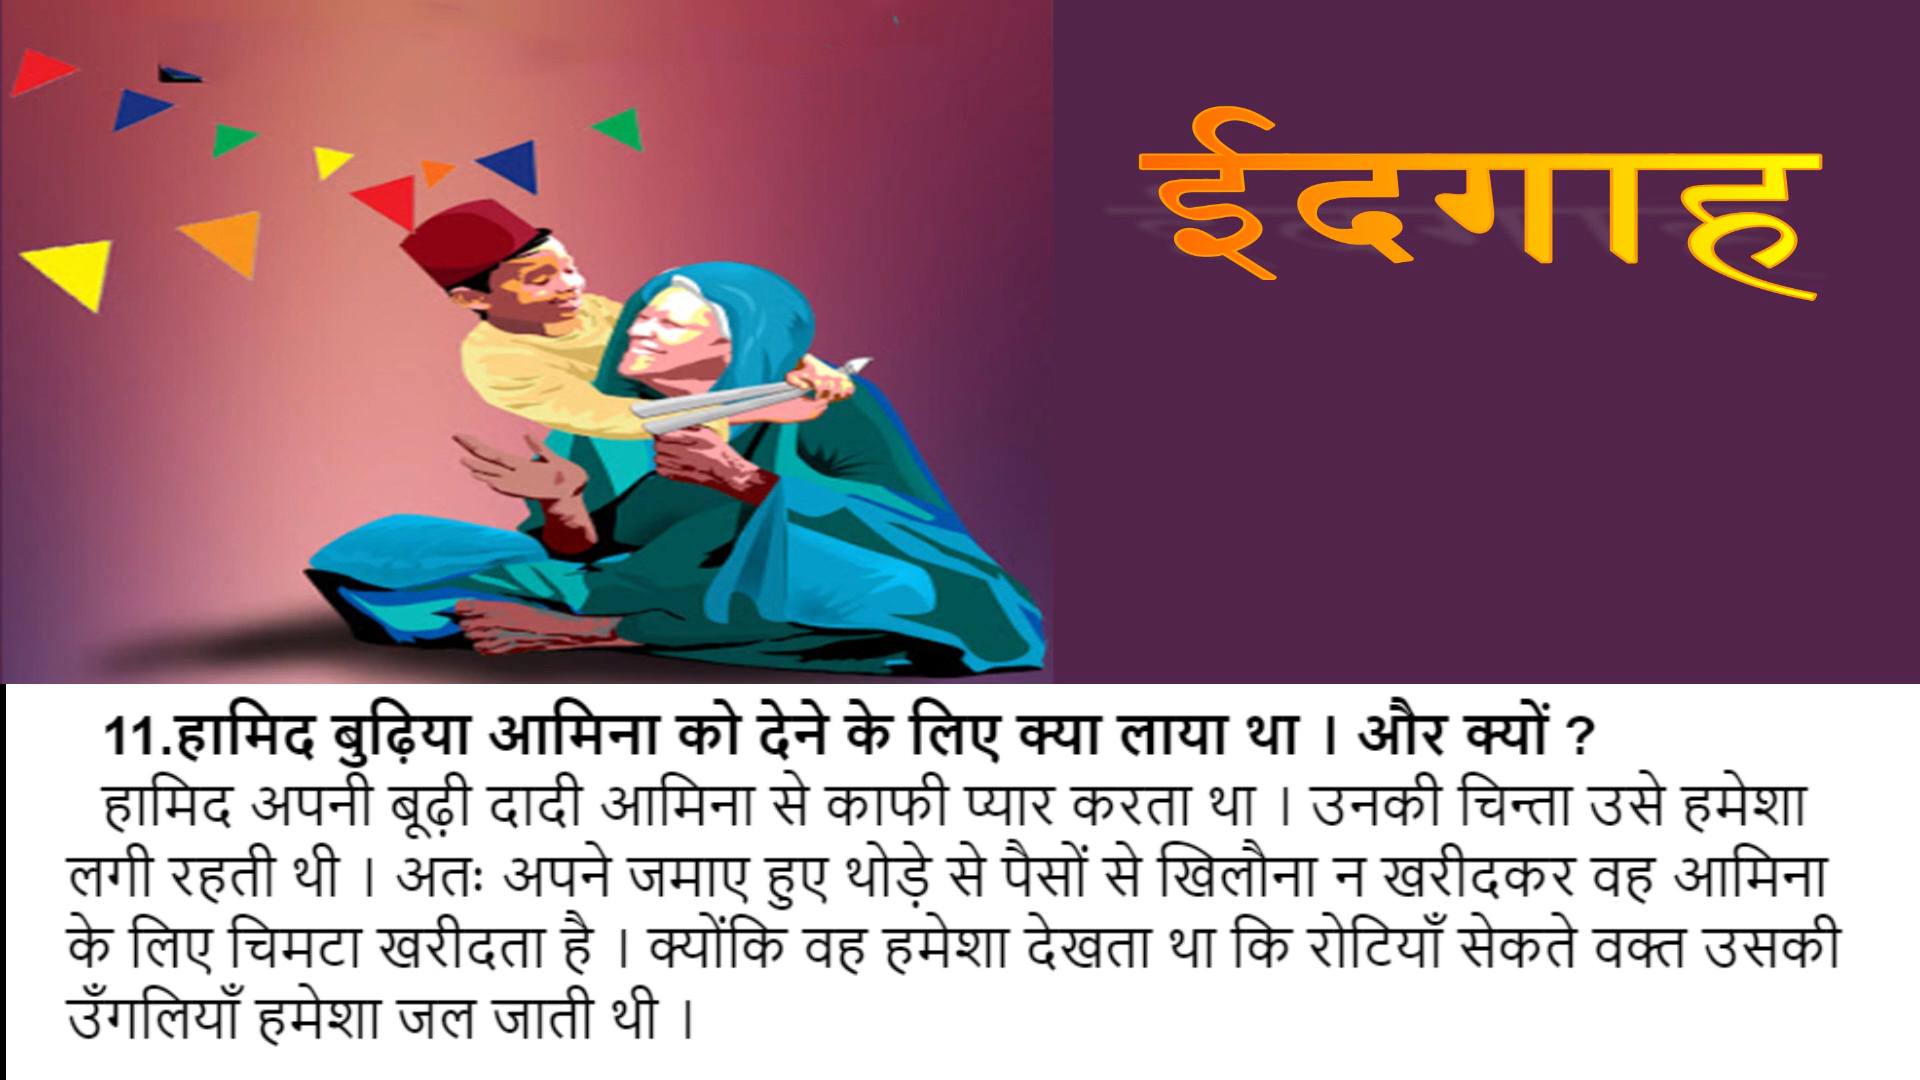 ईदगाह
11.हामिद बुढ़िया आमिना को देने के लिए क्या लाया था । और क्यों ?
हामिद अपनी बूढ़ी दादी आमिना से काफी प्यार करता था । उनकी चिन्ता उसे हमेशा
लगी रहती थी । अतः अपने जमाए हुए थोड़े से पैसों से खिलौना न खरीदकर वह आमिना
के लिए चिमटा खरीदता है । क्योंकि वह हमेशा देखता था कि रोटियाँ सेकते वक्त उसकी
उँगलियाँ हमेशा जल जाती थी ।